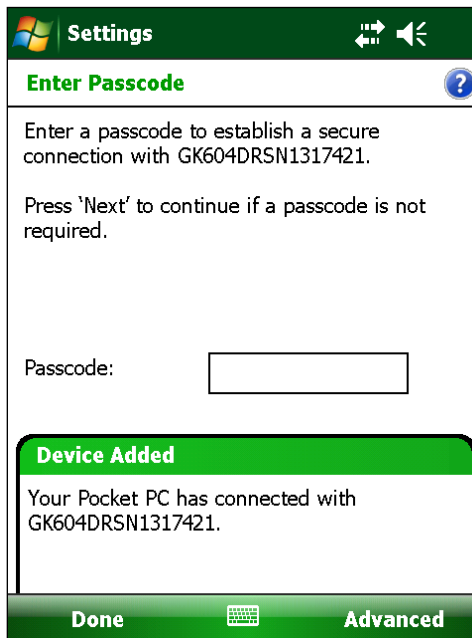 Settings
Enter Passcode
?
Enter a passcode to establish a secure
connection with GK604DRSN1317421.
Press ‘Next’ to continue if a passcode is not
required.
Passcode:
Device Added
Your Pocket PC has connected with
GK604DRSN1317421.
Done Advanced